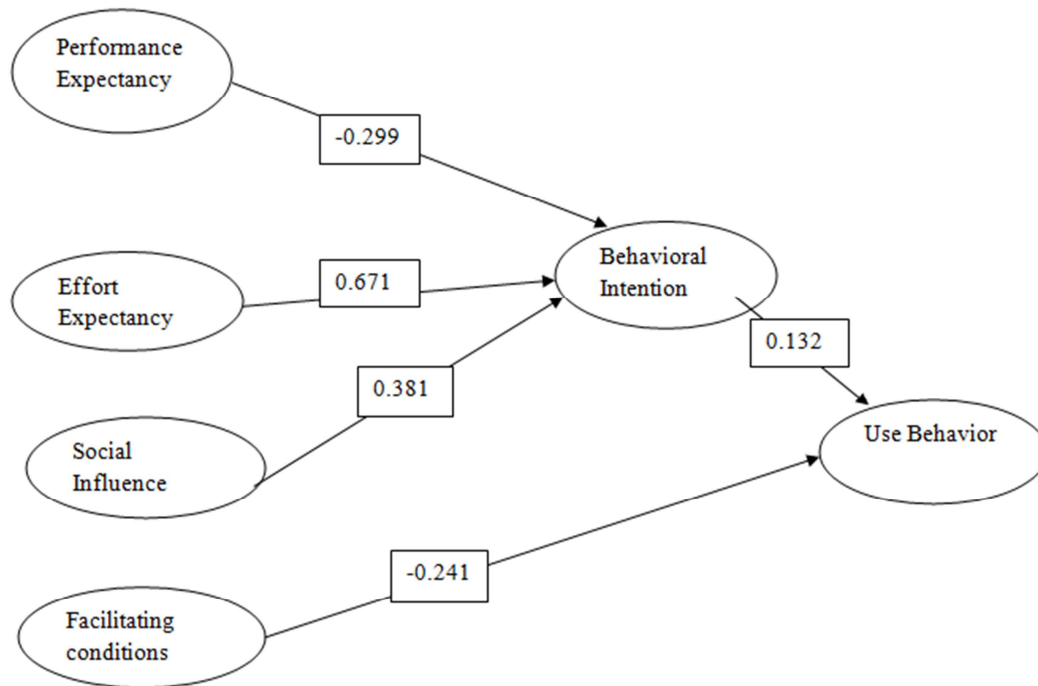 Performance
Expectancy
-0.299
Behavioral
Intention
Effort
Expectancy
0.671
0.132
0.381
Use Behavior
Social
Influence
-0.241
Facilitating
conditions